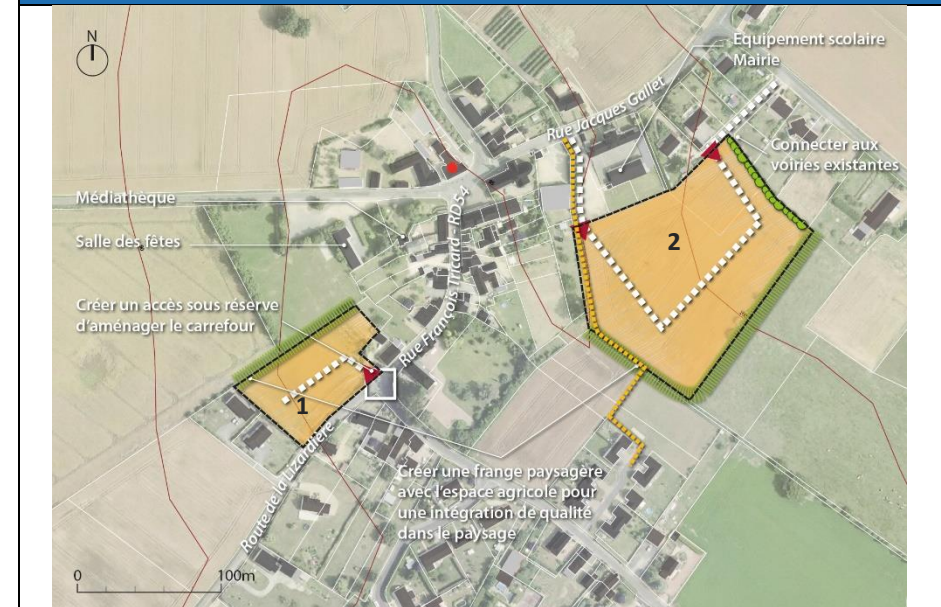 N
Equipement scolaire
Mairie
Rue Jacques Gallet
Connecter aux
voiries existantes
Médiathèque
Salle des fêtes
Rue François Tricard - RD54
2
Créer un accès sous réserve
d'aménager le carrefour
1
Route de la Lizardière
Créer une frange paysagère
avec l'espace agricole pour
une intégration de qualité
dans le paysage
0
100m